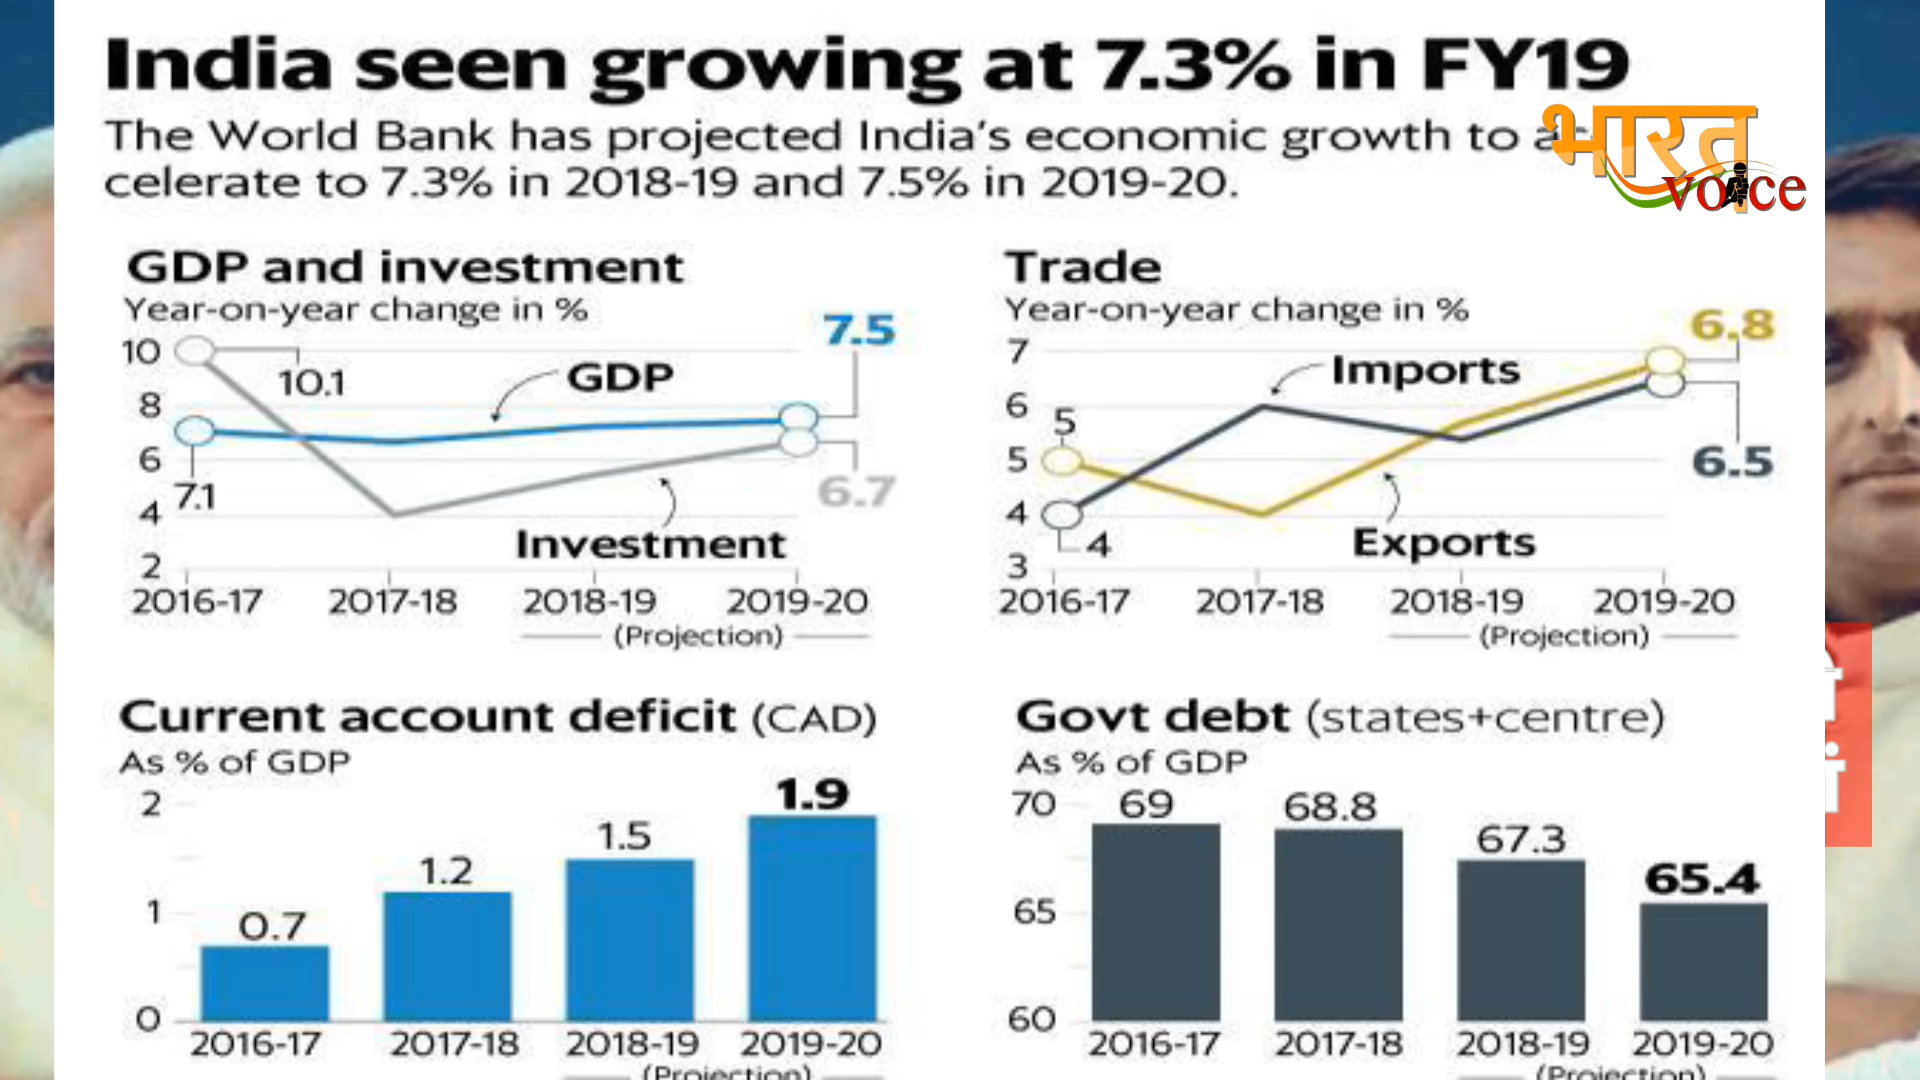 India seen growing at 7.3% in FY19
The World Bank has projected India's economic growth to
celerate to 7.3% in 2018-19 and 7.5% in 2019-20.
भारत
voice
GDP and investment
Year-on-year change in %
7.5
10
10.1
GDP
8
6
7.1
6.7
4
Investment
2
2016-17 2017-18 2018-19 2019-20
(Projection)
Trade
Year-on-year change in %
6.8
7
Imports
6
5
5
6.5
4
4
Exports
3
2016-17 2017-18 2018-19 2019-20
(Projection)
Current account deficit (CAD)
As % of GDP
2
1.9
1.5
1.2
1
0.7
0
2016-17 2017-18 2018-19 2019-20
(Projection)
Govt debt (states+centre)
As % of GDP
70
69
68.8
67.3
65.4
65
60
2016-17 2017-18 2018-19 2019-20
(Projection)